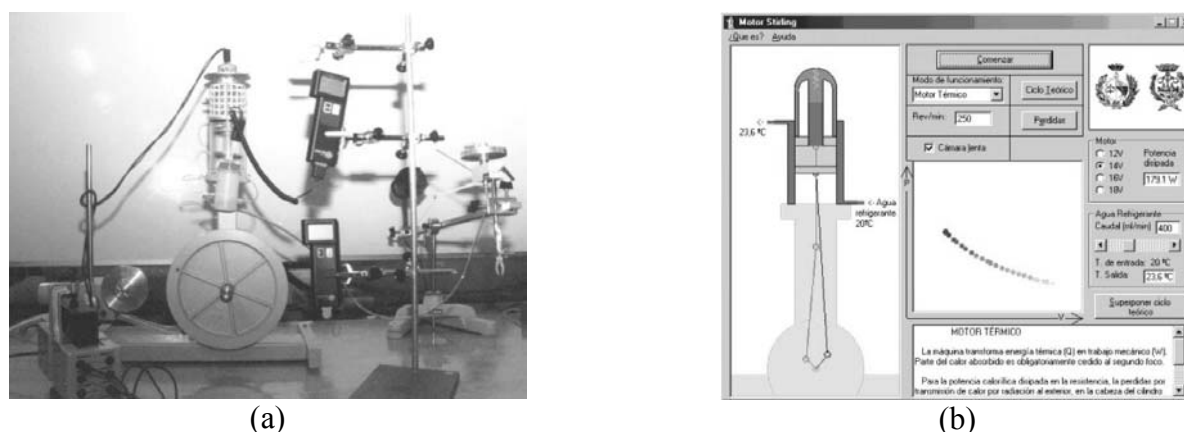 Motor Stirling
¿Que es? Ayuda
Comenzar
Modo de funcionamiento:
Motor Térmico
Ciclo Teórico
Rev/min: 250
Perdidas
Cámara lenta
Motor
12V
14V
16V
18V
Potencia
disipada
179.1 W
23,6 ºC
<- Agua
refrigerante
20ºC
P
V
Agua Refrigerante
Caudal (ml/min) 400
T. de entrada: 20 ºC
T. Salida: 23,6 ºC
Superponer ciclo
teórico
MOTOR TÉRMICO
La máquina transforma energía térmica (Q) en trabajo mecánico (W).
Parte del calor absorbido es obligatoriamente cedido al segundo foco.
Para la potencia calorífica disipada en la resistencia, la perdidas por
transmisión de calor por radiación al exterior, en la cabeza del cilindro
(a)
(b)